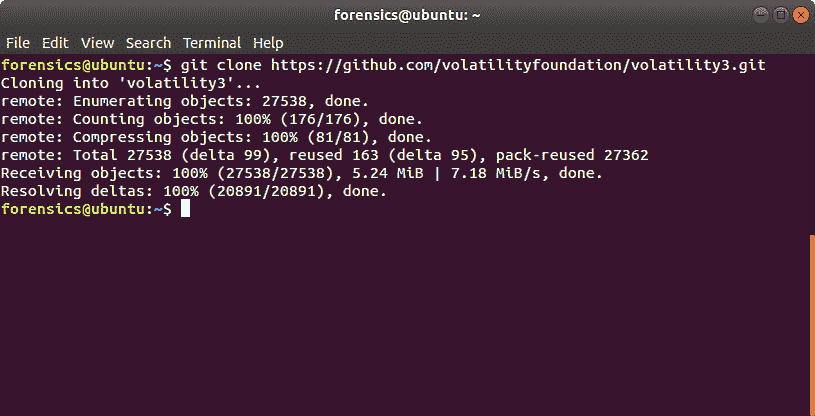 forensics@ubuntu: ~
File Edit View Search Terminal Help
forensics@ubuntu:~$ git clone https://github.com/volatilityfoundation/volatility3.git
Cloning into 'volatility3'...
remote: Enumerating objects: 27538, done.
remote: Counting objects: 100% (176/176), done.
remote: Compressing objects: 100% (81/81), done.
remote: Total 27538 (delta 99), reused 163 (delta 95), pack-reused 27362
Receiving objects: 100% (27538/27538), 5.24 MiB | 7.18 MiB/s, done.
Resolving deltas: 100% (20891/20891), done.
forensics@ubuntu:~$